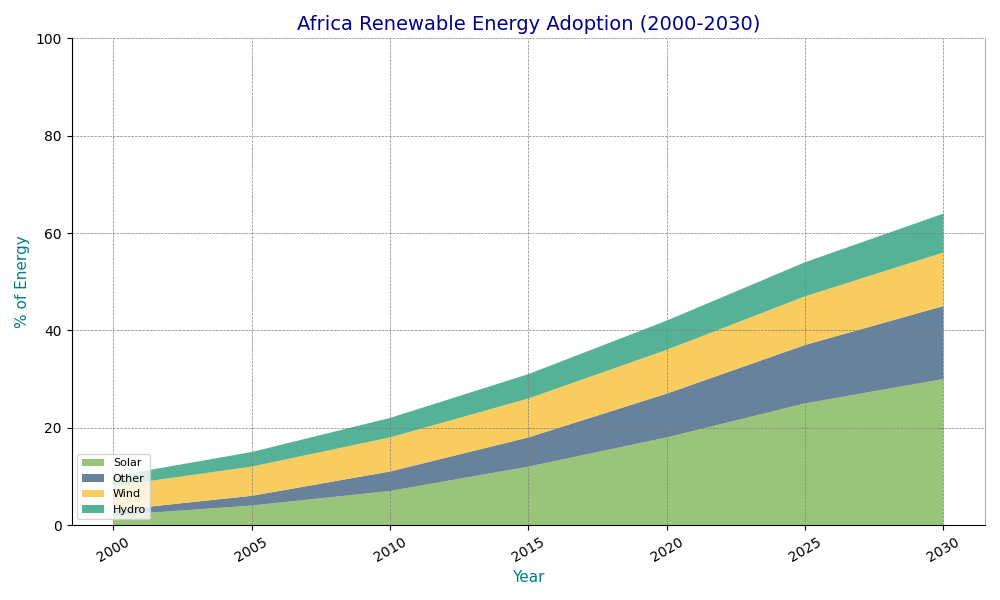 Africa Renewable Energy Adoption (2000-2030)
100
80
60
40
20
0
% of Energy
Solar
Other
Wind
Hydro
2000 2005 2010 2015 2020 2025 2030
Year